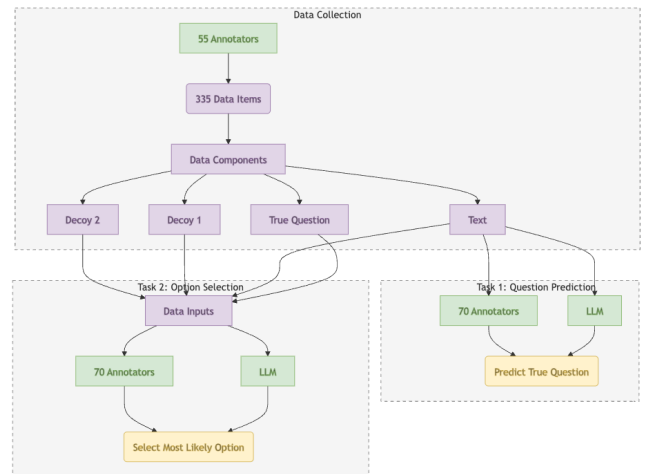 Data Collection
55 Annotators
335 Data Items
Data Components
Decoy 2
Decoy 1
True Question
Text
Task 2: Option Selection
Data Inputs
70 Annotators
LLM
Select Most Likely Option
Task 1: Question Prediction
70 Annotators
LLM
Predict True Question